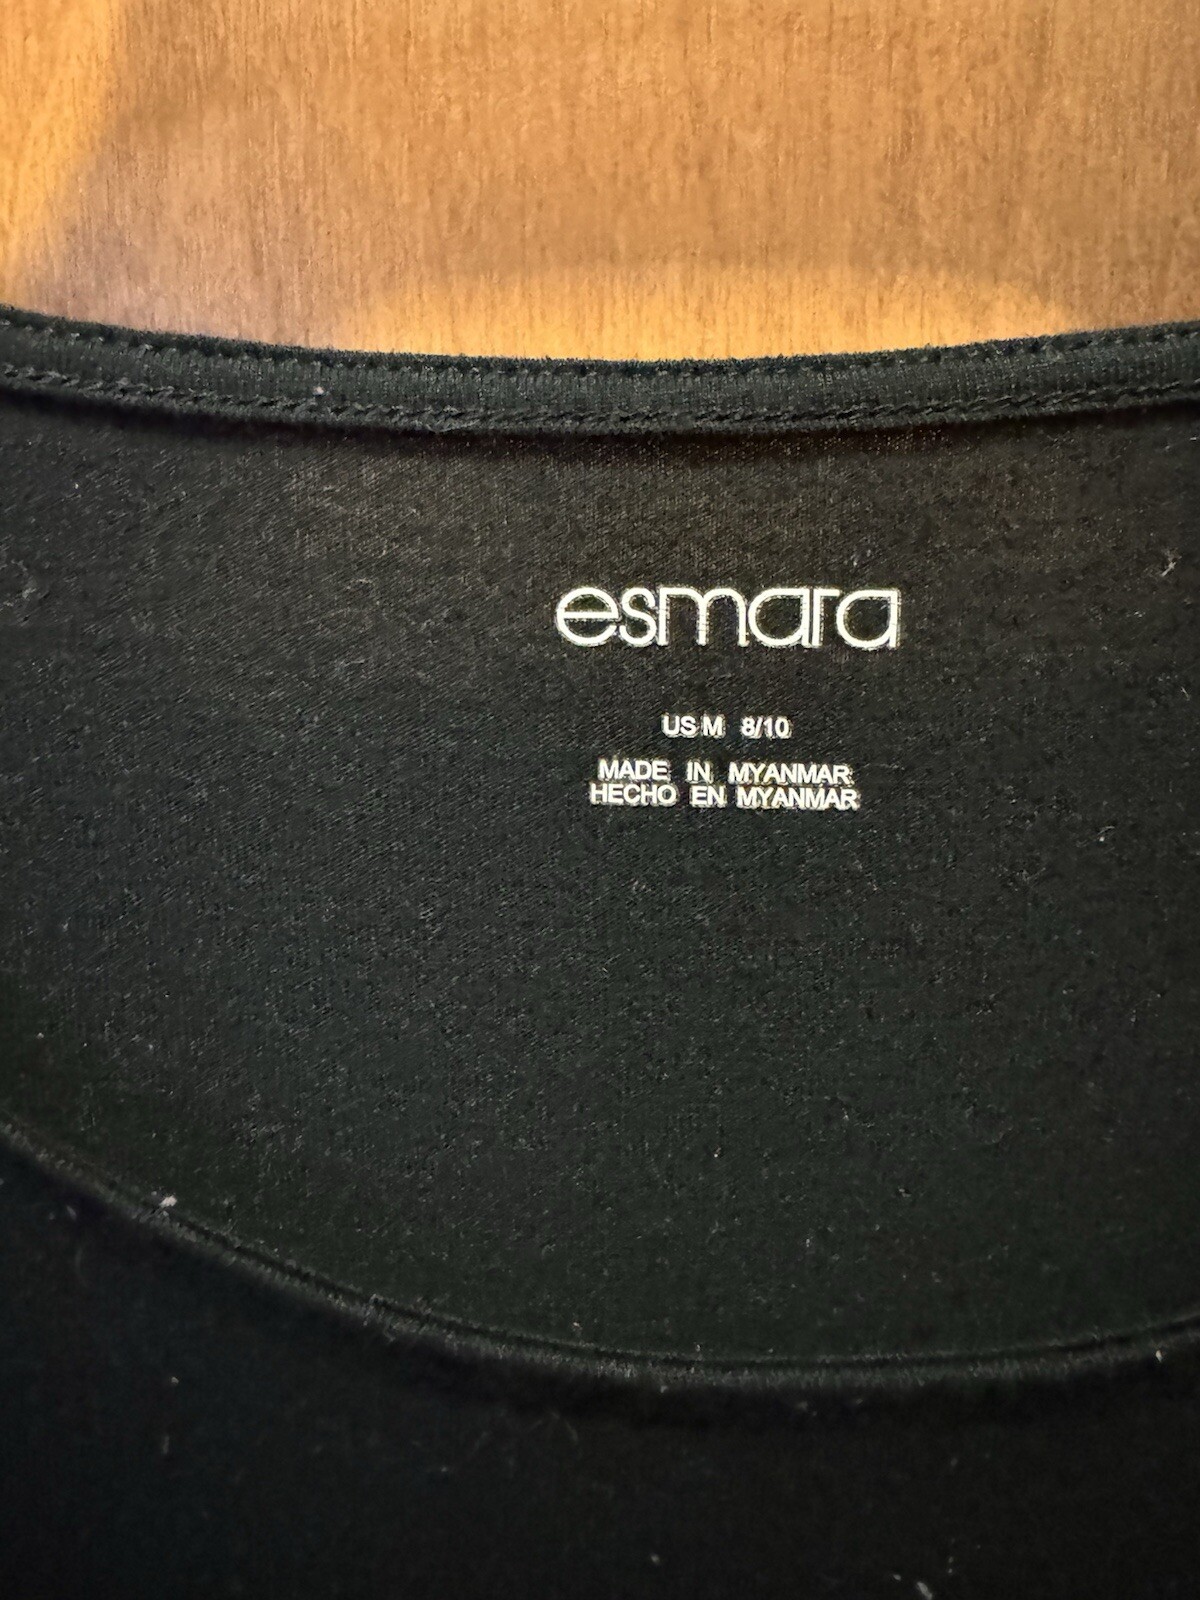 esmara
US M 8/10
MADE IN MYANMAR
HECHO EN MYANMAR